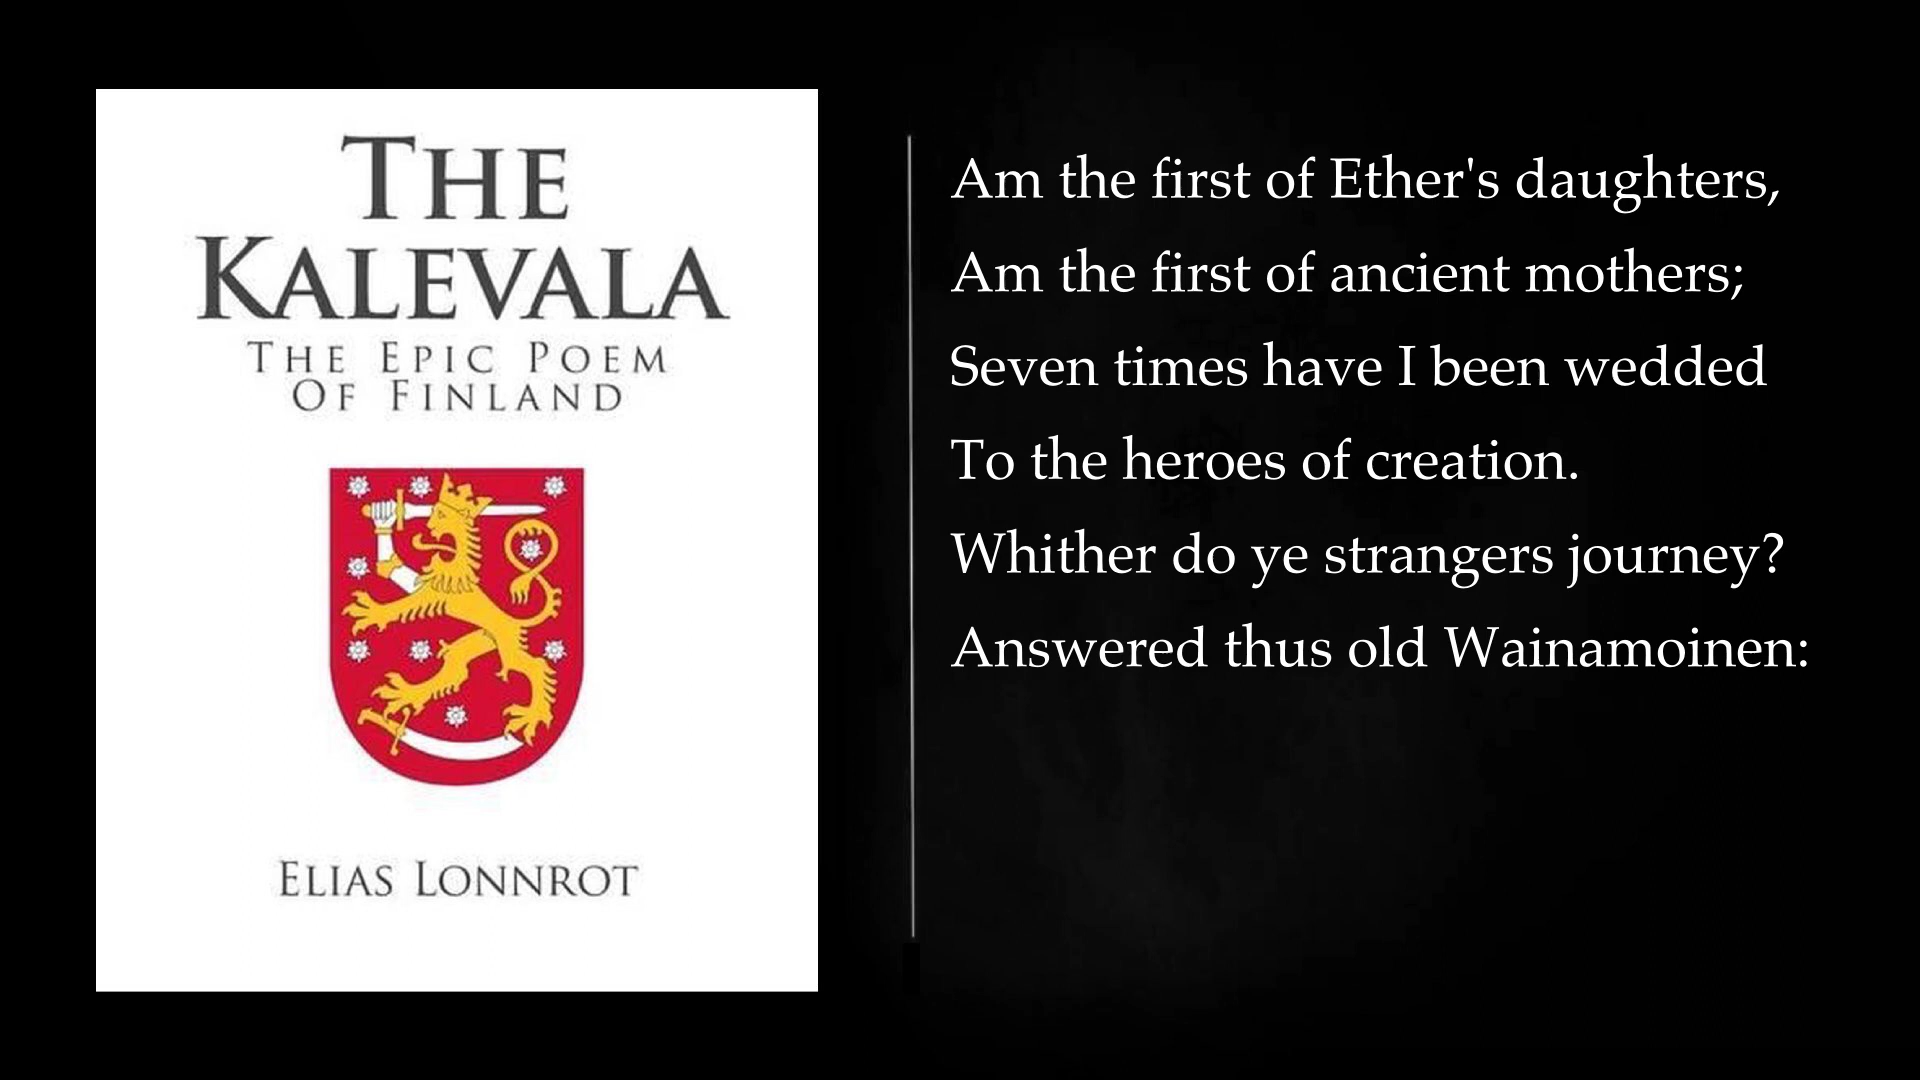 THE
KALEVALA
THE EPIC POEM
OF FINLAND
ELIAS LONNROT
Am the first of Ether's daughters,
Am the first of ancient mothers;
Seven times have I been wedded
To the heroes of creation.
Whither do ye strangers journey?
Answered thus old Wainamoinen: